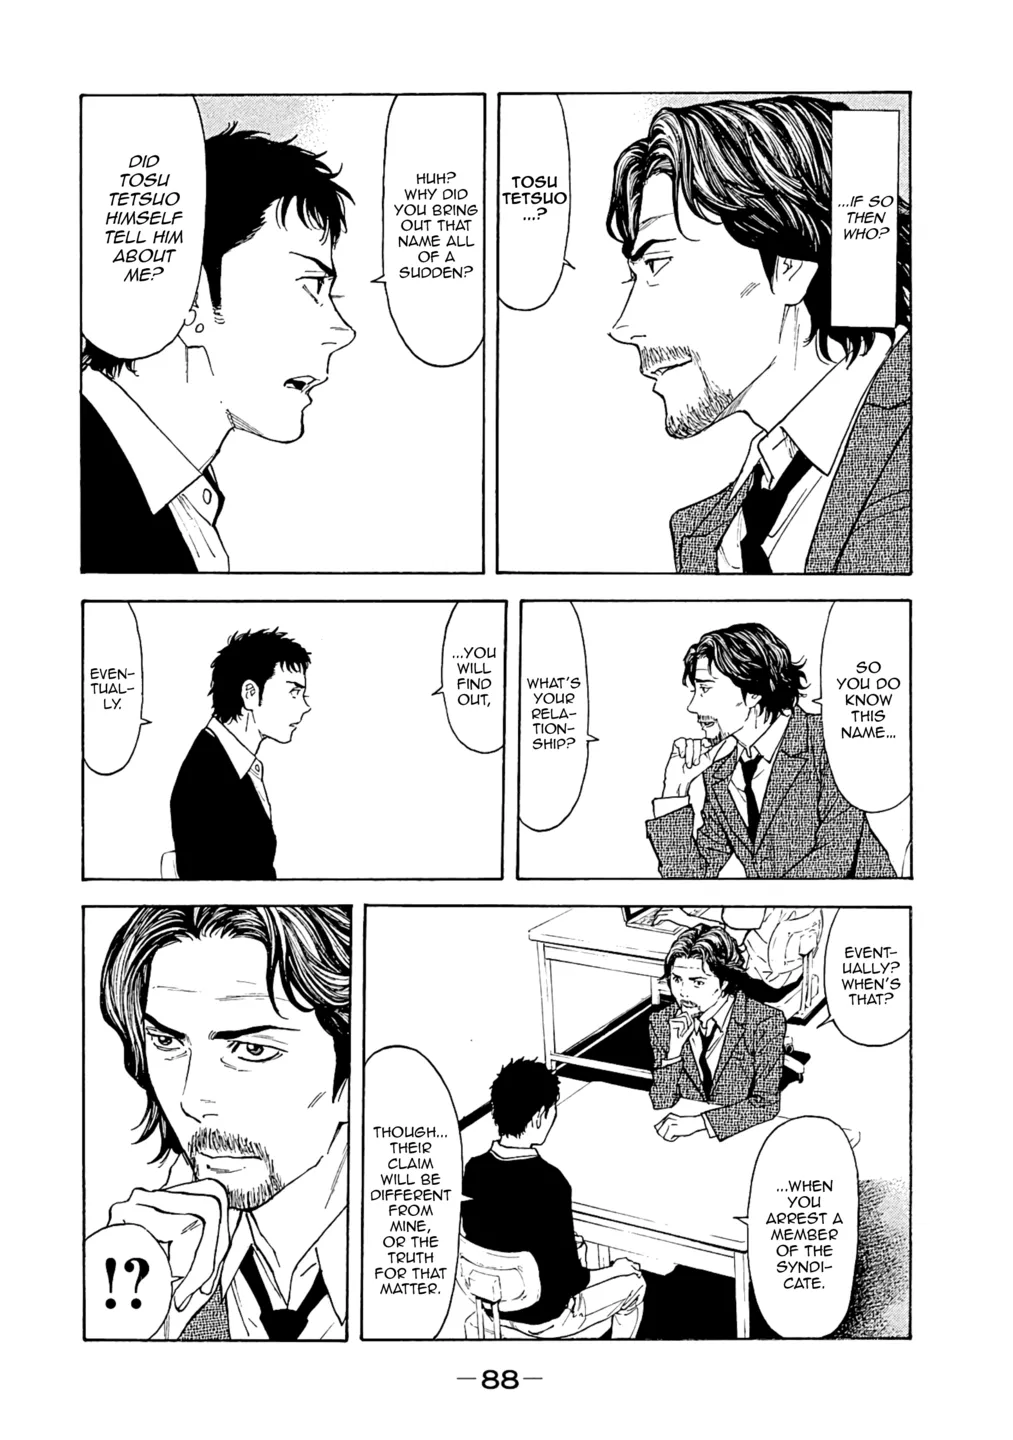 ...IF SO
THEN
WHO?
TOSU
TETSUO
...?
HUH?
WHY DID
YOU BRING
OUT THAT
NAME ALL
OF A
SUDDEN?
DID
TOSU
TETSUO
HIMSELF
TELL HIM
ABOUT
ME?
SO
YOU DO
KNOW
THIS
NAME...
WHAT'S
YOUR
RELA-
TION-
SHIP?
...YOU
WILL
FIND
OUT,
EVEN-
TUAL-
LY.
EVENT-
UALLY?
WHEN'S
THAT?
...WHEN
YOU
ARREST A
MEMBER
OF THE
SYNDI-
CATE.
THOUGH...
THEIR
CLAIM
WILL BE
DIFFERENT
FROM
MINE,
OR THE
TRUTH
FOR THAT
MATTER.
!?
—88—